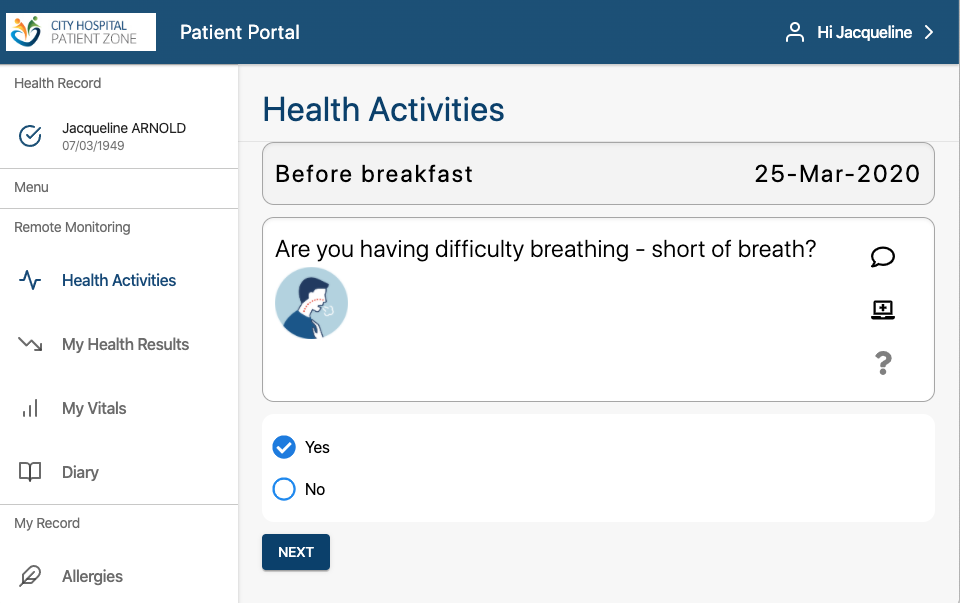 CITY HOSPITAL
PATIENT ZONE
Patient Portal
Hi Jacqueline
Health Record
Jacqueline ARNOLD
07/03/1949
Menu
Remote Monitoring
Health Activities
My Health Results
My Vitals
Diary
My Record
Allergies
Health Activities
Before breakfast 25-Mar-2020
Are you having difficulty breathing - short of breath?
?
Yes
No
NEXT